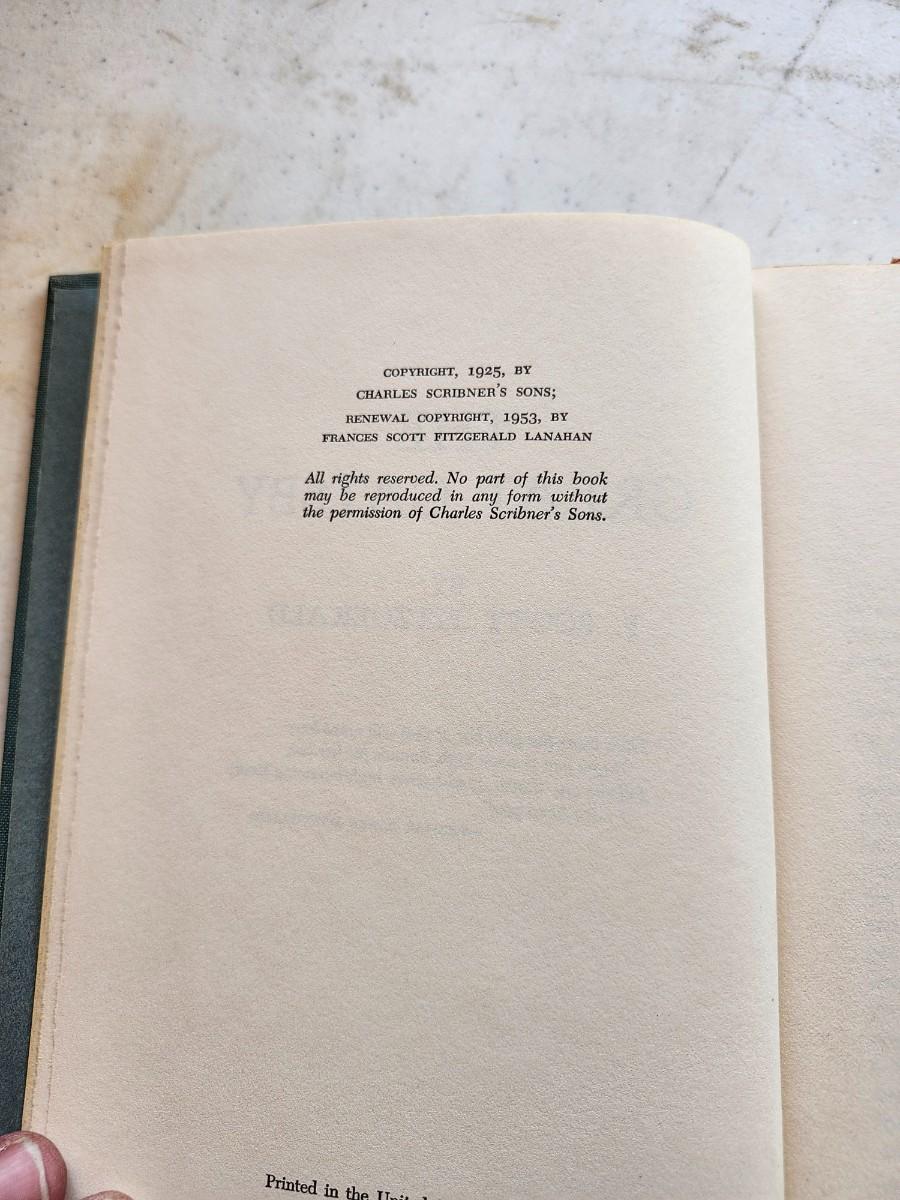 COPYRIGHT, 1925, BY
CHARLES SCRIBNER'S SONS;
RENEWAL COPYRIGHT, 1953, BY
FRANCES SCOTT FITZGERALD LANAHAN
All rights reserved. No part of this book
may be reproduced in any form without
the permission of Charles Scribner's Sons.
Printed in the